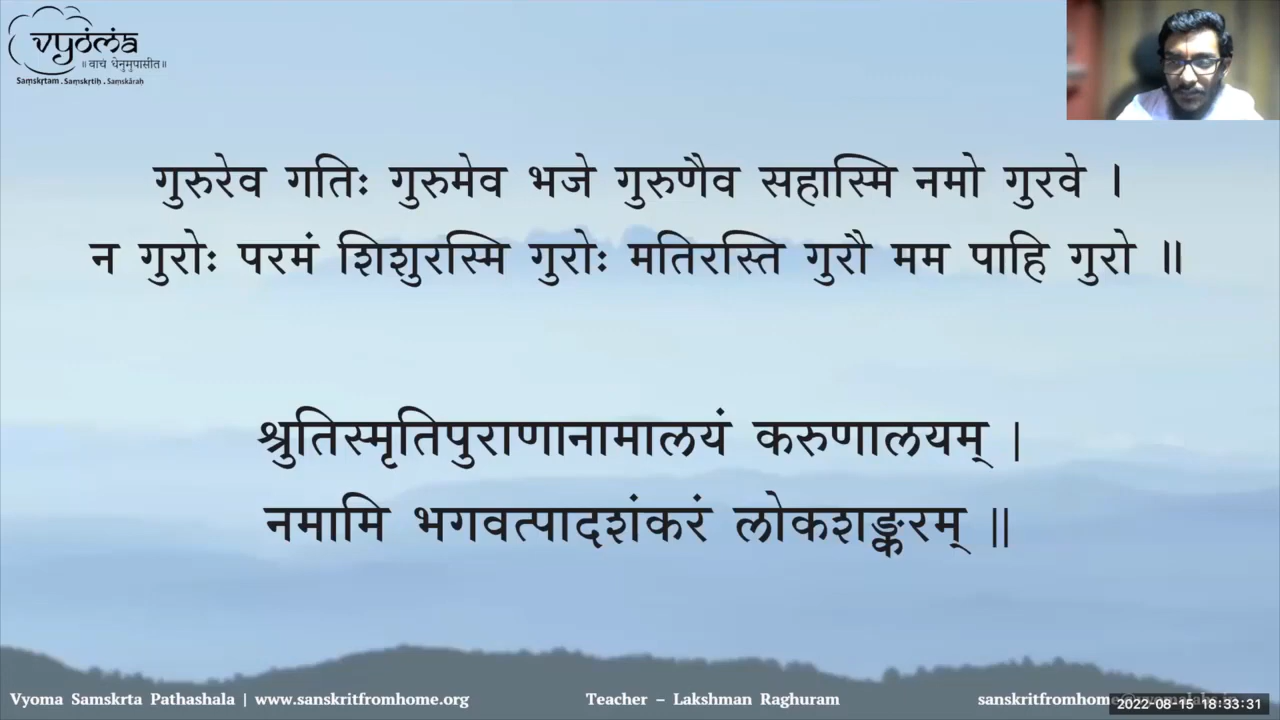 vyoma
॥ वाचं धेनुमुपासीत॥
Saṃskṛtam . Saṃskṛtiḥ . Saṃskāraḥ
गुरुरेव गतिः गुरुमेव भजे गुरुणैव सहास्मि नमो गुरवे ।
न गुरोः परमं शिशुरस्मि गुरोः मतिरस्ति गुरौ मम पाहि गुरो ॥
श्रुतिस्मृतिपुराणानामालयं करुणालयम् |
नमामि भगवत्पादशंकरं लोकशङ्करम् ||
Vyoma Samskrta Pathashala | www.sanskritfromhome.org
Teacher – Lakshman Raghuram
2022-08-15 18:33:31